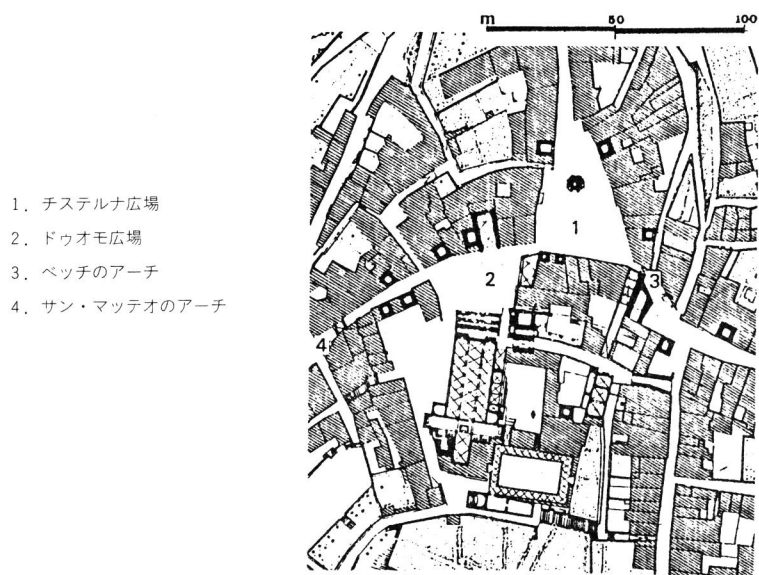 m 50 100
1. チステルナ広場
2. ドゥオモ広場
3. ベッチのアーチ
4. サン・マッテオのアーチ
1
2
3
4